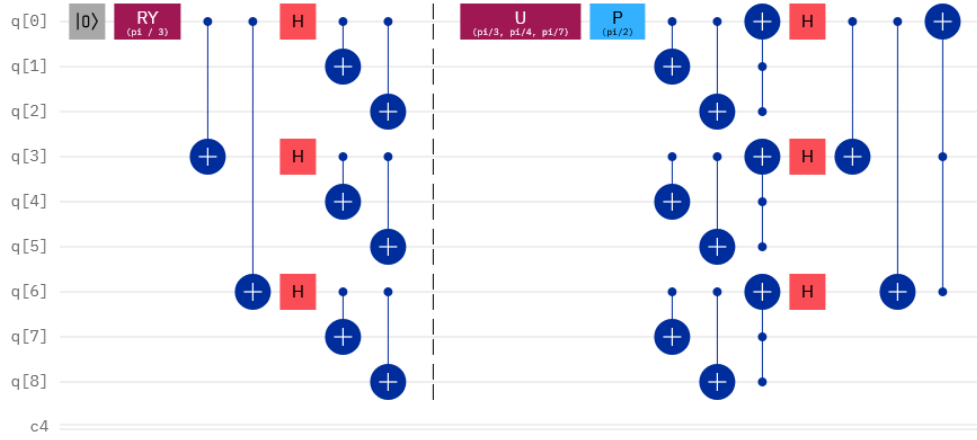 q[0] |0⟩ RY (pi / 3) H U (pi/3, pi/4, pi/7) P (pi/2) H
q[1]
q[2]
q[3] H H
q[4]
q[5]
q[6] H H
q[7]
q[8]
c4